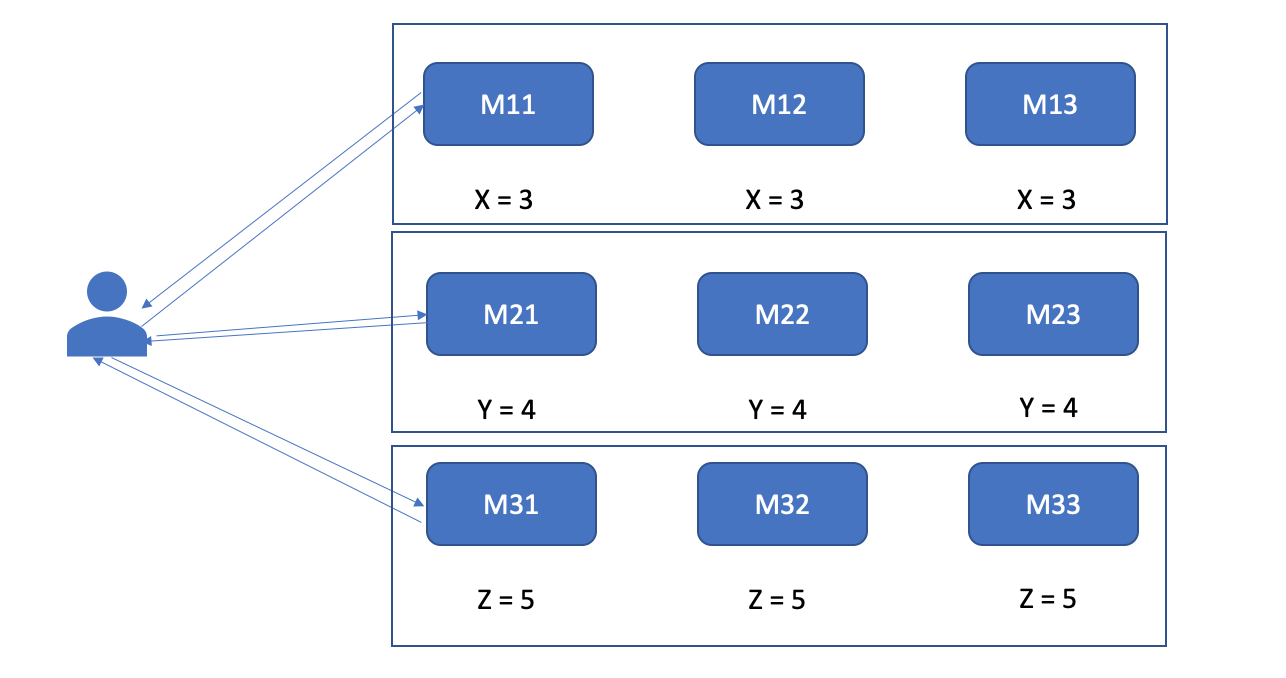 M11 M12 M13
X = 3 X = 3 X = 3
M21 M22 M23
Y = 4 Y = 4 Y = 4
M31 M32 M33
Z = 5 Z = 5 Z = 5